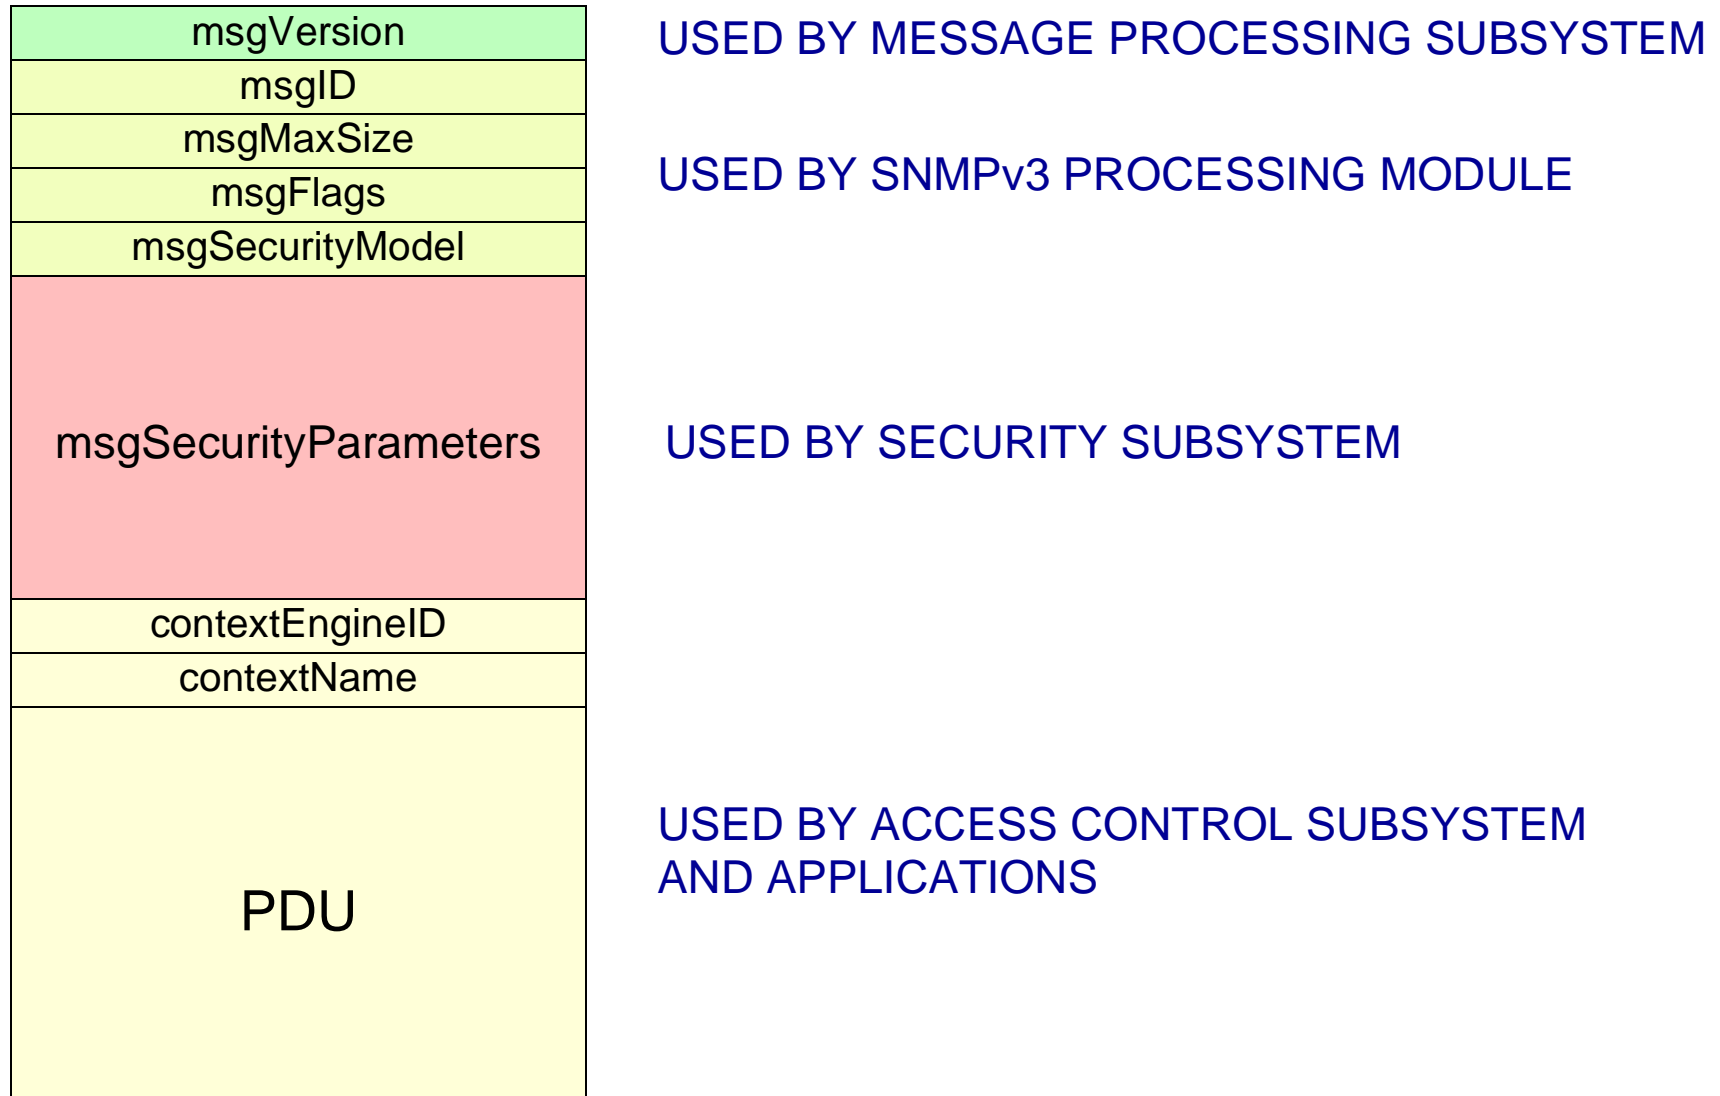 msgVersion
USED BY MESSAGE PROCESSING SUBSYSTEM
msgID
msgMaxSize
USED BY SNMPv3 PROCESSING MODULE
msgFlags
msgSecurityModel
msgSecurityParameters
USED BY SECURITY SUBSYSTEM
contextEngineID
contextName
PDU
USED BY ACCESS CONTROL SUBSYSTEM
AND APPLICATIONS